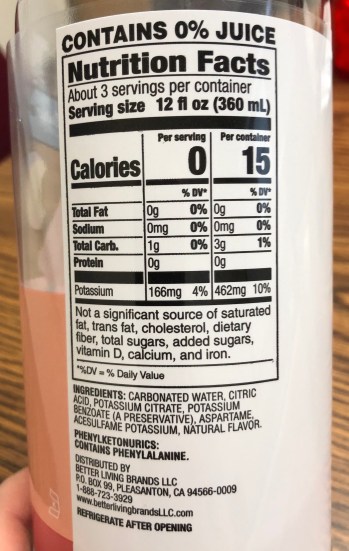 CONTAINS 0% JUICE
Nutrition Facts
About 3 servings per container
Serving size 12 fl oz (360 mL)
Per serving Per container
Calories 0 15
% DV* % DV*
Total Fat 0g 0% 0g 0%
Sodium 0mg 0% 0mg 0%
Total Carb. 1g 0% 3g 1%
Protein 0g 0g
Potassium 166mg 4% 462mg 10%
Not a significant source of saturated
fat, trans fat, cholesterol, dietary
fiber, total sugars, added sugars,
vitamin D, calcium, and iron.
*%DV = % Daily Value
INGREDIENTS: CARBONATED WATER, CITRIC
ACID, POTASSIUM CITRATE, POTASSIUM
BENZOATE (A PRESERVATIVE), ASPARTAME,
ACESULFAME POTASSIUM, NATURAL FLAVOR.
PHENYLKETONURICS:
CONTAINS PHENYLALANINE.
DISTRIBUTED BY
BETTER LIVING BRANDS LLC
P.O. BOX 99, PLEASANTON, CA 94566-0009
1-888-723-3929
www.betterlivingbrandsLLC.com
REFRIGERATE AFTER OPENING